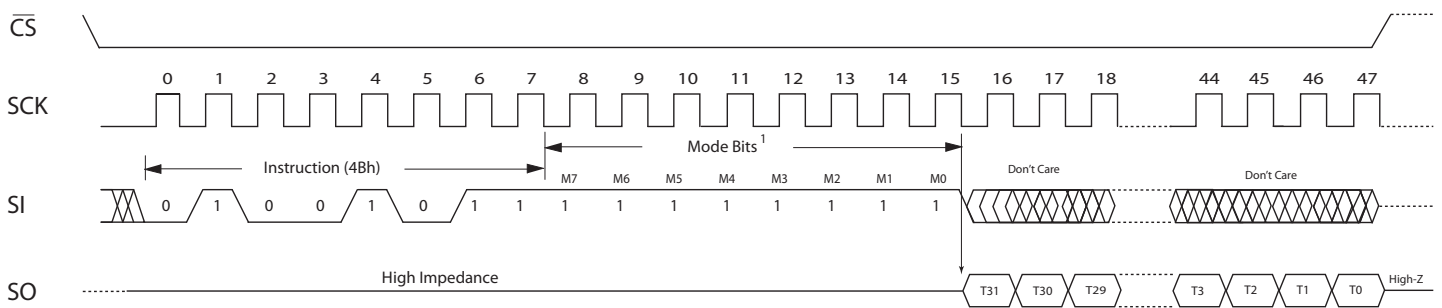 CS
0 1 2 3 4 5 6 7 8 9 10 11 12 13 14 15 16 17 18 44 45 46 47
SCK
Instruction (4Bh)
Mode Bits 1
M7 M6 M5 M4 M3 M2 M1 M0
Don't Care
Don't Care
SI
0 1 0 0 1 0 1 1 1 1 1 1 1 1 1 1
High Impedance
SO
T31 T30 T29 T3 T2 T1 T0
High-Z